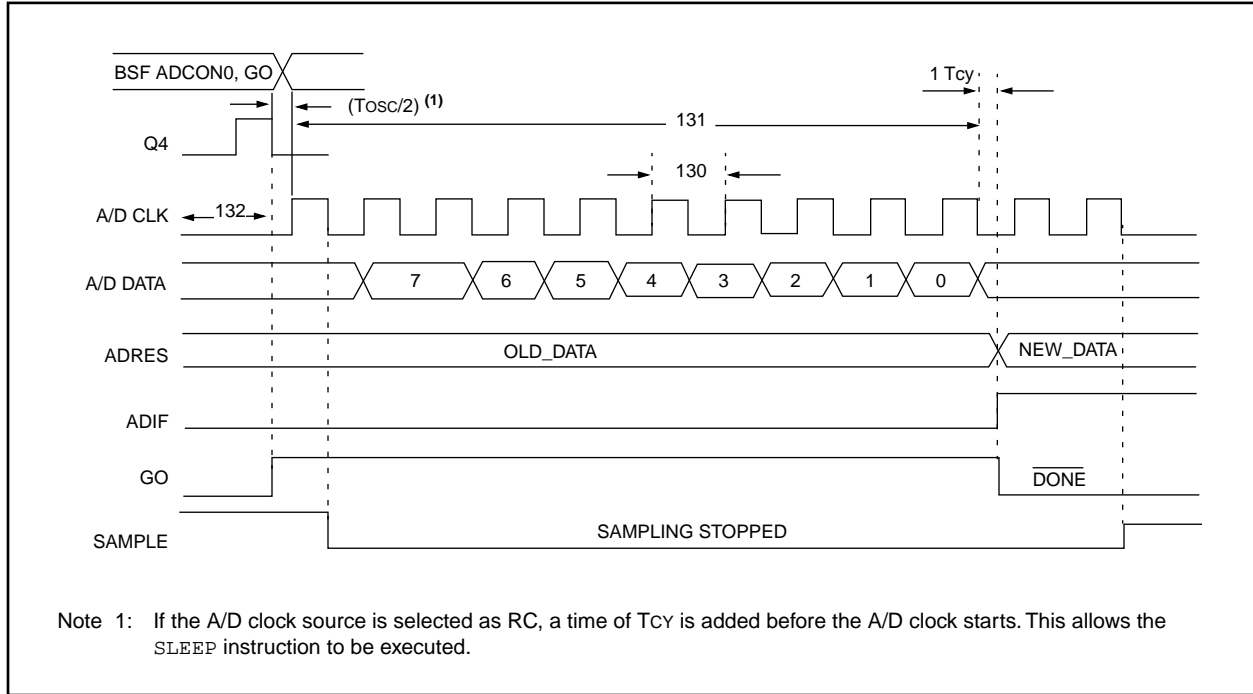 BSF ADCON0, GO
1 Tcy
(TOSC/2) (1)
131
Q4
130
A/D CLK
132
A/D DATA
7 6 5 4 3 2 1 0
ADRES
OLD_DATA
NEW_DATA
ADIF
GO
DONE
SAMPLE
SAMPLING STOPPED
Note 1: If the A/D clock source is selected as RC, a time of TCY is added before the A/D clock starts. This allows the
SLEEP instruction to be executed.